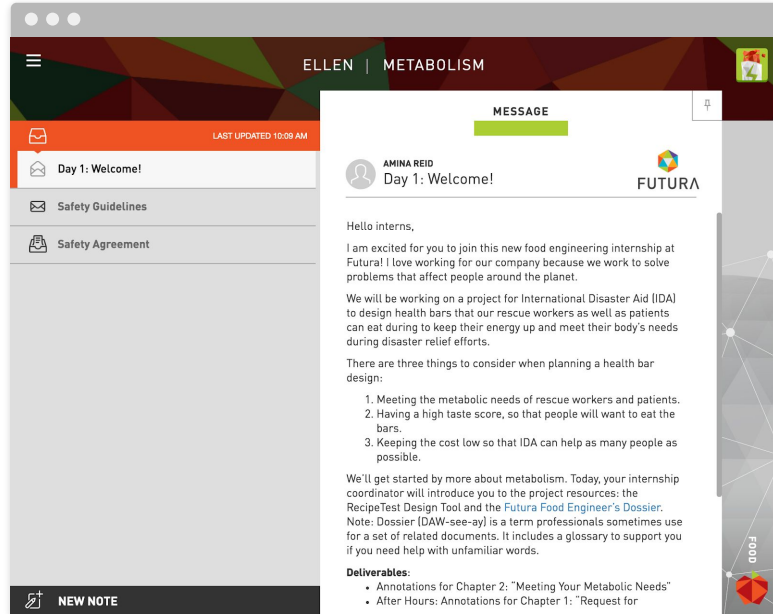 ELLEN | METABOLISM
LAST UPDATED 10:09 AM
Day 1: Welcome!
Safety Guidelines
Safety Agreement
NEW NOTE
MESSAGE
AMINA REID
Day 1: Welcome!
FUTURA
Hello interns,
I am excited for you to join this new food engineering internship at
Futura! I love working for our company because we work to solve
problems that affect people around the planet.
We will be working on a project for International Disaster Aid (IDA)
to design health bars that our rescue workers as well as patients
can eat during to keep their energy up and meet their body's needs
during disaster relief efforts.
There are three things to consider when planning a health bar
design:
1. Meeting the metabolic needs of rescue workers and patients.
2. Having a high taste score, so that people will want to eat the
bars.
3. Keeping the cost low so that IDA can help as many people as
possible.
We'll get started by more about metabolism. Today, your internship
coordinator will introduce you to the project resources: the
RecipeTest Design Tool and the Futura Food Engineer's Dossier.
Note: Dossier (DAW-see-ay) is a term professionals sometimes use
for a set of related documents. It includes a glossary to support you
if you need help with unfamiliar words.
Deliverables:
• Annotations for Chapter 2: "Meeting Your Metabolic Needs"
• After Hours: Annotations for Chapter 1: "Request for
FOOD